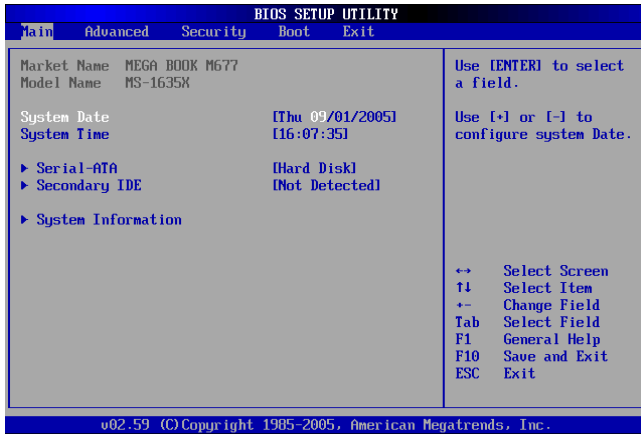 BIOS SETUP UTILITY
Main Advanced Security Boot Exit
Market Name MEGA BOOK M677
Model Name MS-1635X
System Date [Thu 09/01/2005]
System Time [16:07:35]
► Serial-ATA [Hard Disk]
► Secondary IDE [Not Detected]
► System Information
Use [ENTER] to select
a field.
Use [+] or [-] to
configure system Date.
↔ Select Screen
↑↓ Select Item
+- Change Field
Tab Select Field
F1 General Help
F10 Save and Exit
ESC Exit
v02.59 (C)Copyright 1985-2005, American Megatrends, Inc.